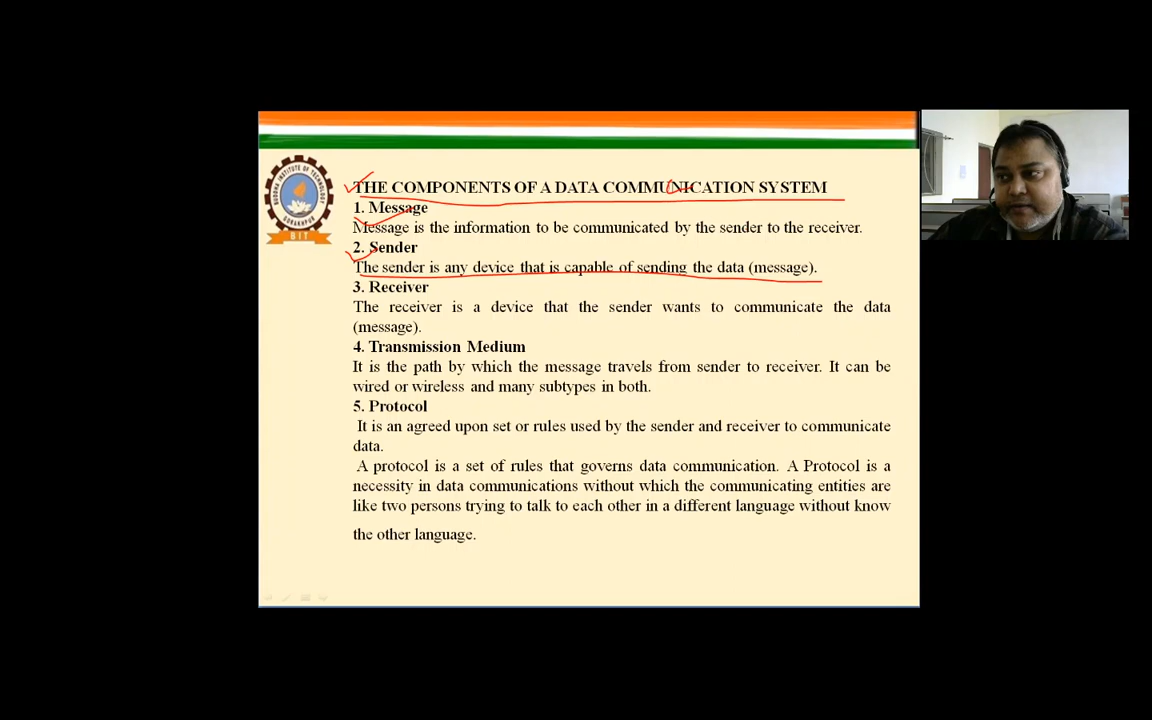 BUDDHA INSTITUTE OF TECHNOLOGY
GORAKHPUR
BIT
THE COMPONENTS OF A DATA COMMUNICATION SYSTEM
1. Message
Message is the information to be communicated by the sender to the receiver.
2. Sender
The sender is any device that is capable of sending the data (message).
3. Receiver
The receiver is a device that the sender wants to communicate the data
(message).
4. Transmission Medium
It is the path by which the message travels from sender to receiver. It can be
wired or wireless and many subtypes in both.
5. Protocol
It is an agreed upon set or rules used by the sender and receiver to communicate
data.
A protocol is a set of rules that governs data communication. A Protocol is a
necessity in data communications without which the communicating entities are
like two persons trying to talk to each other in a different language without know
the other language.